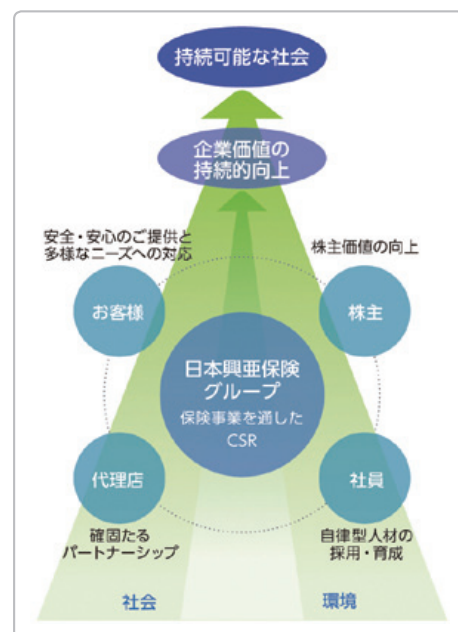 持続可能な社会
企業価値の
持続的向上
安全・安心のご提供と
多様なニーズへの対応
お客様
株主価値の向上
株主
日本興亜保険
グループ
保険事業を通した
CSR
代理店
確固たる
パートナーシップ
社員
自律型人材の
採用・育成
社会
環境